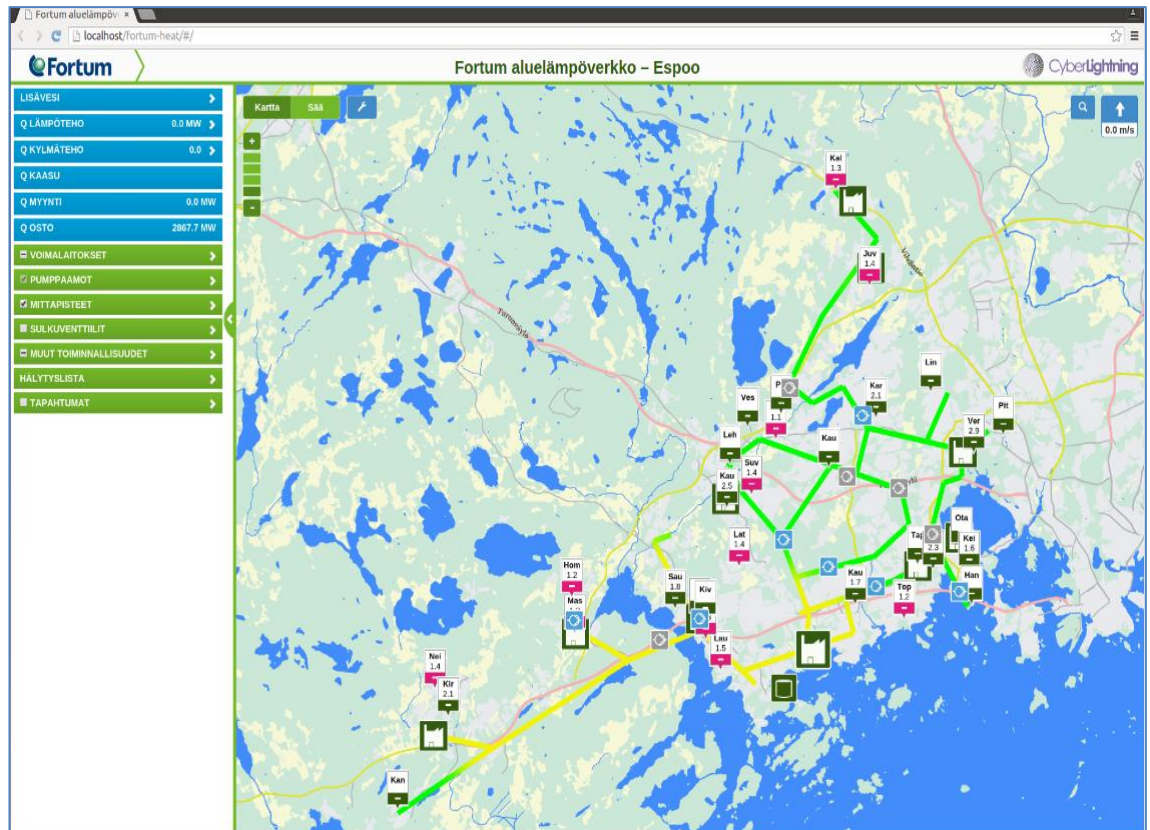 Fortum aluelämpöv
localhost/fortum-heat/#/
Fortum
Fortum aluelämpöverkko – Espoo
CyberLightning
LISÄVESI
Q LÄMPÖTEHO 0.0 MW
Q KYLMÄTEHO 0.0
Q KAASU
Q MYYNTI 0.0 MW
Q OSTO 2867.7 MW
VOIMALAITOKSET
PUMPPAAMOT
MITTAPISTEET
SULKUVENTTIILIT
MUUT TOIMINNALLISUUDET
HÄLYTYSLISTA
TAPAHTUMAT
Kartta Sää
0.0 m/s
Kal
1.3
Juv
1.4
Vihdintie
Turunväylä
Lin
Kar
2.1
Ves
1.1
Pit
Ver
2.9
Leh
Kau
Suv
1.4
Kau
2.5
Lat
1.4
Ota
Kei
1.6
2.3
Hom
1.2
Mas
Sau
1.8
Kiv
Kau
1.7
Top
1.2
Han
Lau
1.5
Nei
1.4
Kir
2.1
Kan